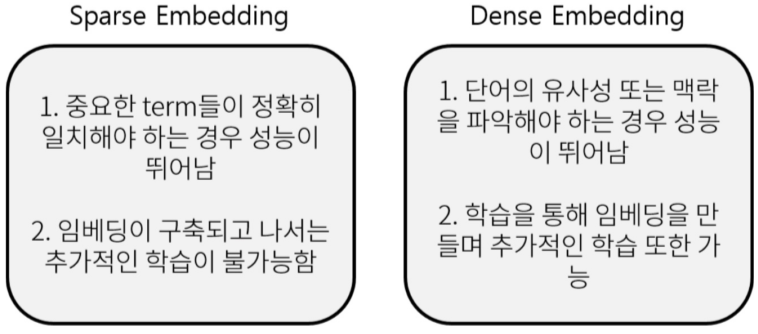 Sparse Embedding
1. 중요한 term들이 정확히
일치해야 하는 경우 성능이
뛰어남
2. 임베딩이 구축되고 나서는
추가적인 학습이 불가능함
Dense Embedding
1. 단어의 유사성 또는 맥락
을 파악해야 하는 경우 성능
이 뛰어남
2. 학습을 통해 임베딩을 만
들며 추가적인 학습 또한 가
능